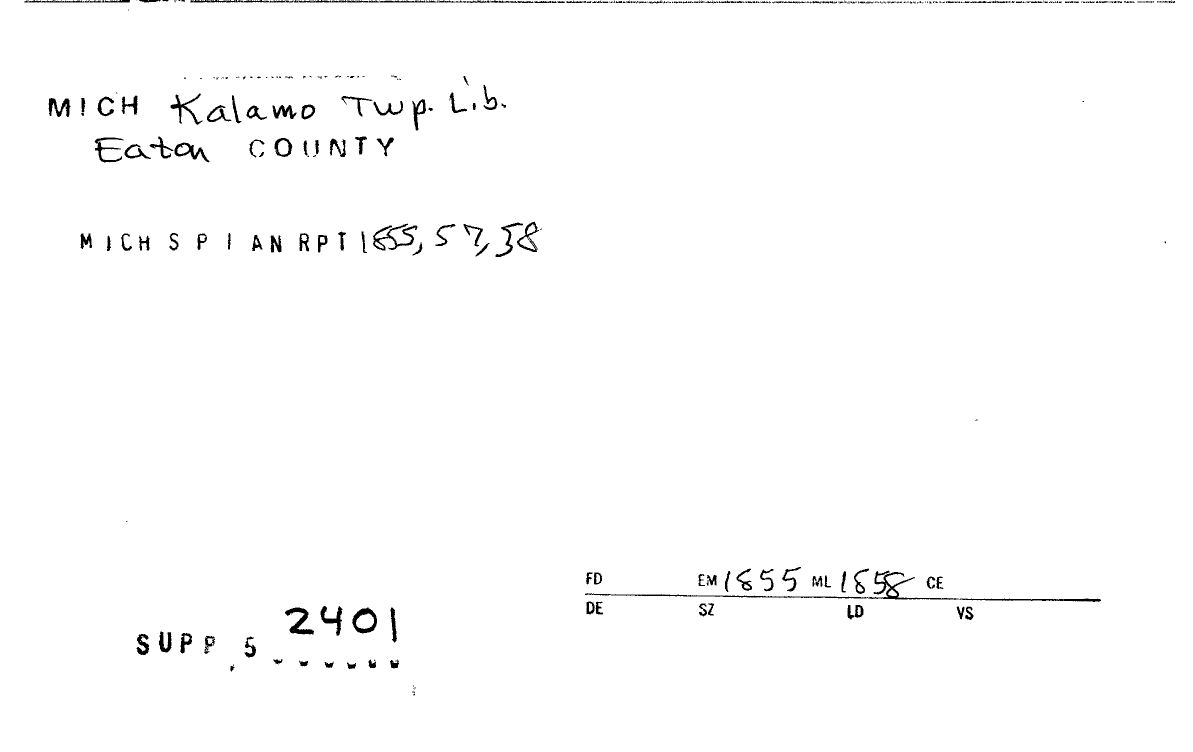 MICH Kalamo Twp. Lib.
Eaton COUNTY
MICH S P I AN RPT 1855, 57, 58
FD EM 1855 ML 1858 CE
DE SZ LD VS
2401
SUPP. 5